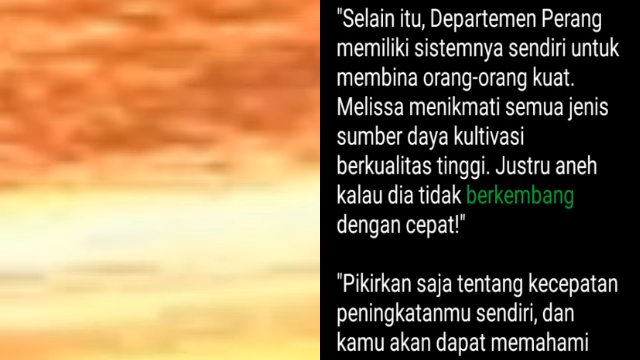 "Selain itu, Departemen Perang
memiliki sistemnya sendiri untuk
membina orang-orang kuat.
Melissa menikmati semua jenis
sumber daya kultivasi
berkualitas tinggi. Justru aneh
kalau dia tidak berkembang
dengan cepat!"
"Pikirkan saja tentang kecepatan
peningkatanmu sendiri, dan
kamu akan dapat memahami